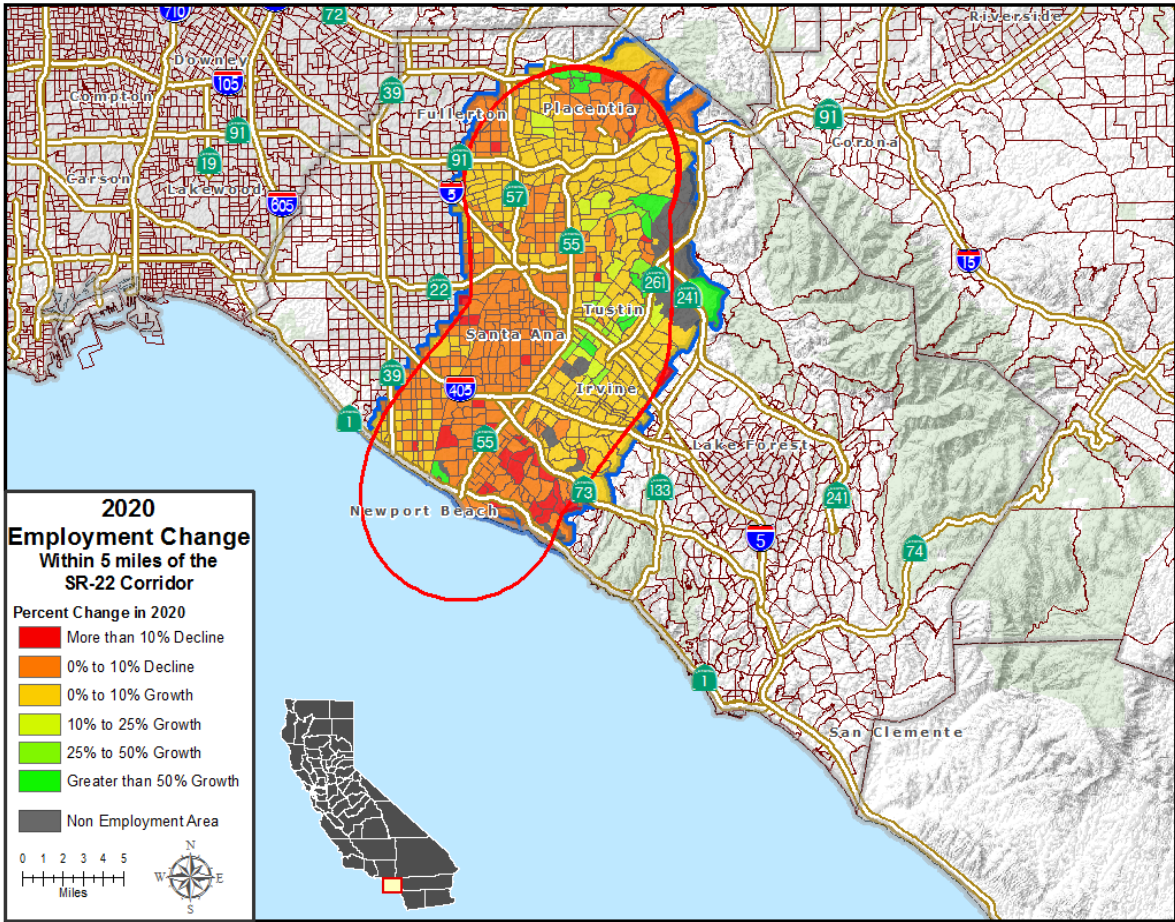 710
72
Riverside
Downey
105
Compton
39
Fullerton
Placentia
91
91
Corona
19
91
Carson
Lakewood
605
5
57
55
15
22
261
241
Tustin
Santa Ana
39
405
Irvine
1
55
Lake Forest
73
133
241
Newport Beach
5
74
1
San Clemente
2020
Employment Change
Within 5 miles of the
SR-22 Corridor
Percent Change in 2020
More than 10% Decline
0% to 10% Decline
0% to 10% Growth
10% to 25% Growth
25% to 50% Growth
Greater than 50% Growth
Non Employment Area
0 1 2 3 4 5
Miles
N
W E
S